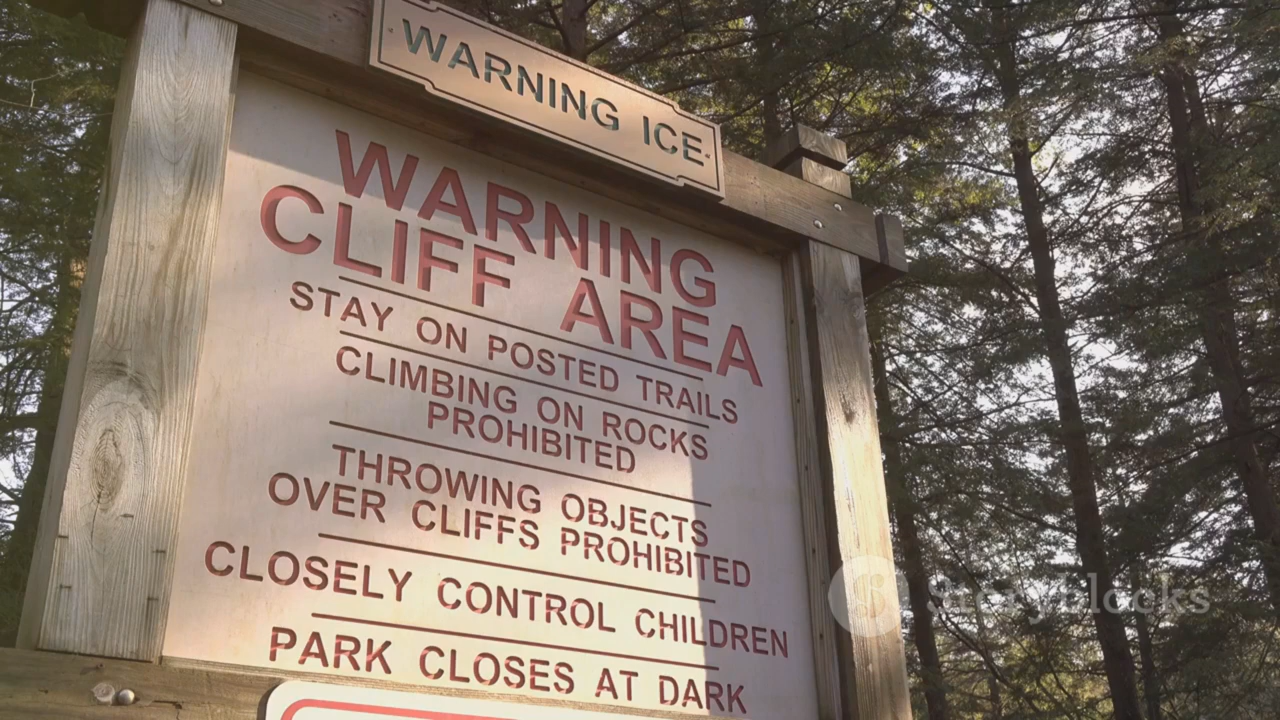 WARNING ICE
WARNING
CLIFF AREA
STAY ON POSTED TRAILS
CLIMBING ON ROCKS
PROHIBITED
THROWING OBJECTS
OVER CLIFFS PROHIBITED
CLOSELY CONTROL CHILDREN
PARK CLOSES AT DARK
Storyblocks